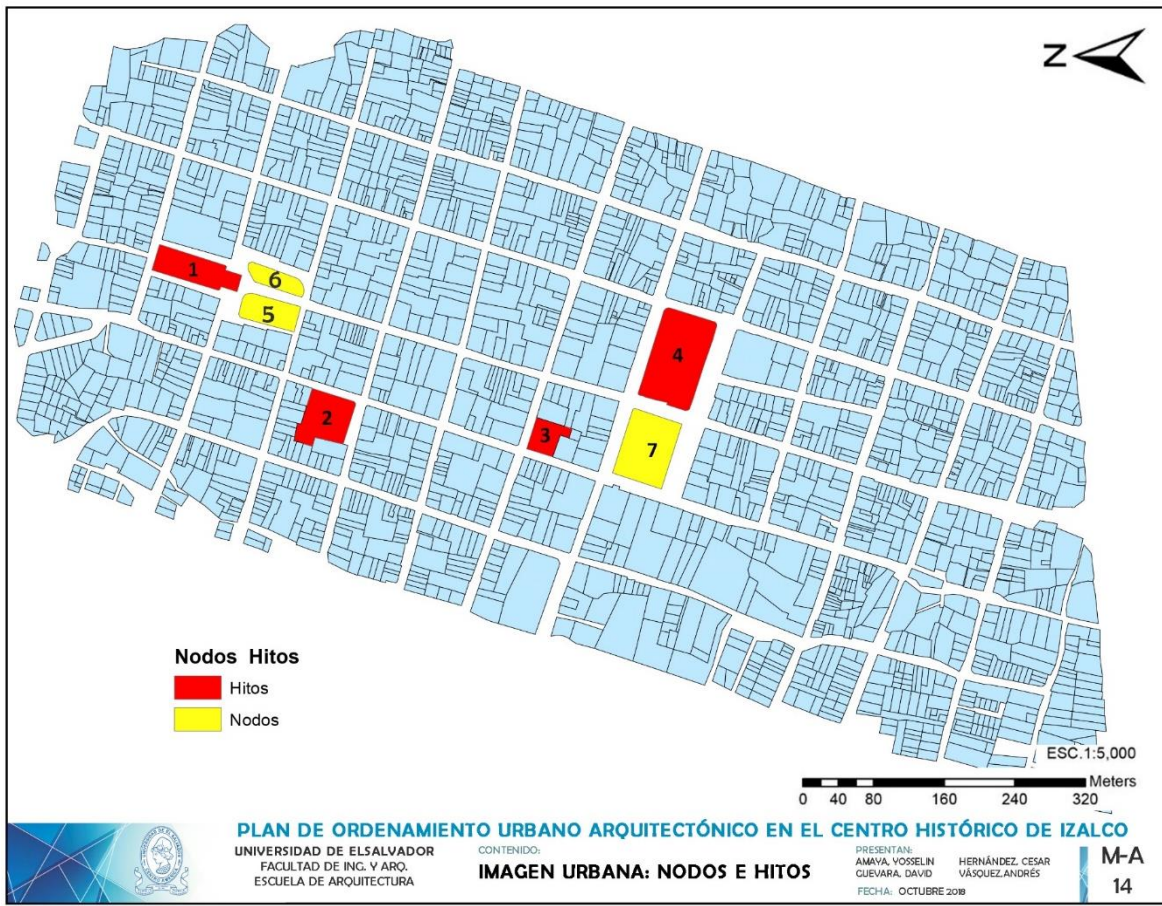 Z
1
6
5
4
2
3
7
Nodos Hitos
Hitos
Nodos
ESC.1:5,000
Meters
0 40 80 160 240 320
PLAN DE ORDENAMIENTO URBANO ARQUITECTÓNICO EN EL CENTRO HISTÓRICO DE IZALCO
UNIVERSIDAD DE ELSALVADOR
FACULTAD DE ING. Y ARQ.
ESCUELA DE ARQUITECTURA
CONTENIDO:
IMAGEN URBANA: NODOS E HITOS
PRESENTAN:
AMAYA, YOSSELIN HERNÁNDEZ, CESAR
GUEVARA, DAVID VÁSQUEZ,ANDRÉS
FECHA: OCTUBRE 2018
M-A
14